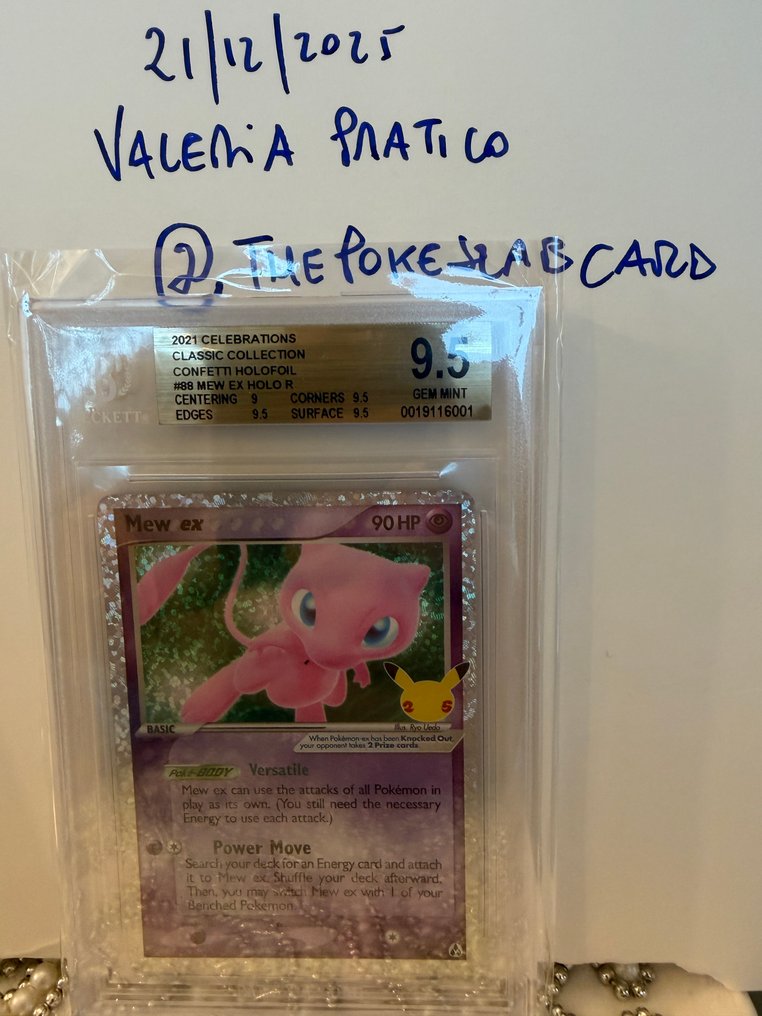 21/12/2025
VALERIA PRATICO
@THEPOKESLABCARD
2021 CELEBRATIONS
CLASSIC COLLECTION
CONFETTI HOLOFOIL
#88 MEW EX HOLO R
CENTERING 9 CORNERS 9.5
EDGES 9.5 SURFACE 9.5
9.5
GEM MINT
0019116001
BECKETT
Mew ex 90 HP
25
BASIC
Illus. Ryo Ueda
When Pokémon-ex has been Knocked Out,
your opponent takes 2 Prize cards.
Poké-BODY Versatile
Mew ex can use the attacks of all Pokémon in
play as its own. (You still need the necessary
Energy to use each attack.)
Power Move
Search your deck for an Energy card and attach
it to Mew ex. Shuffle your deck afterward.
Then, you may switch Mew ex with 1 of your
Benched Pokémon.